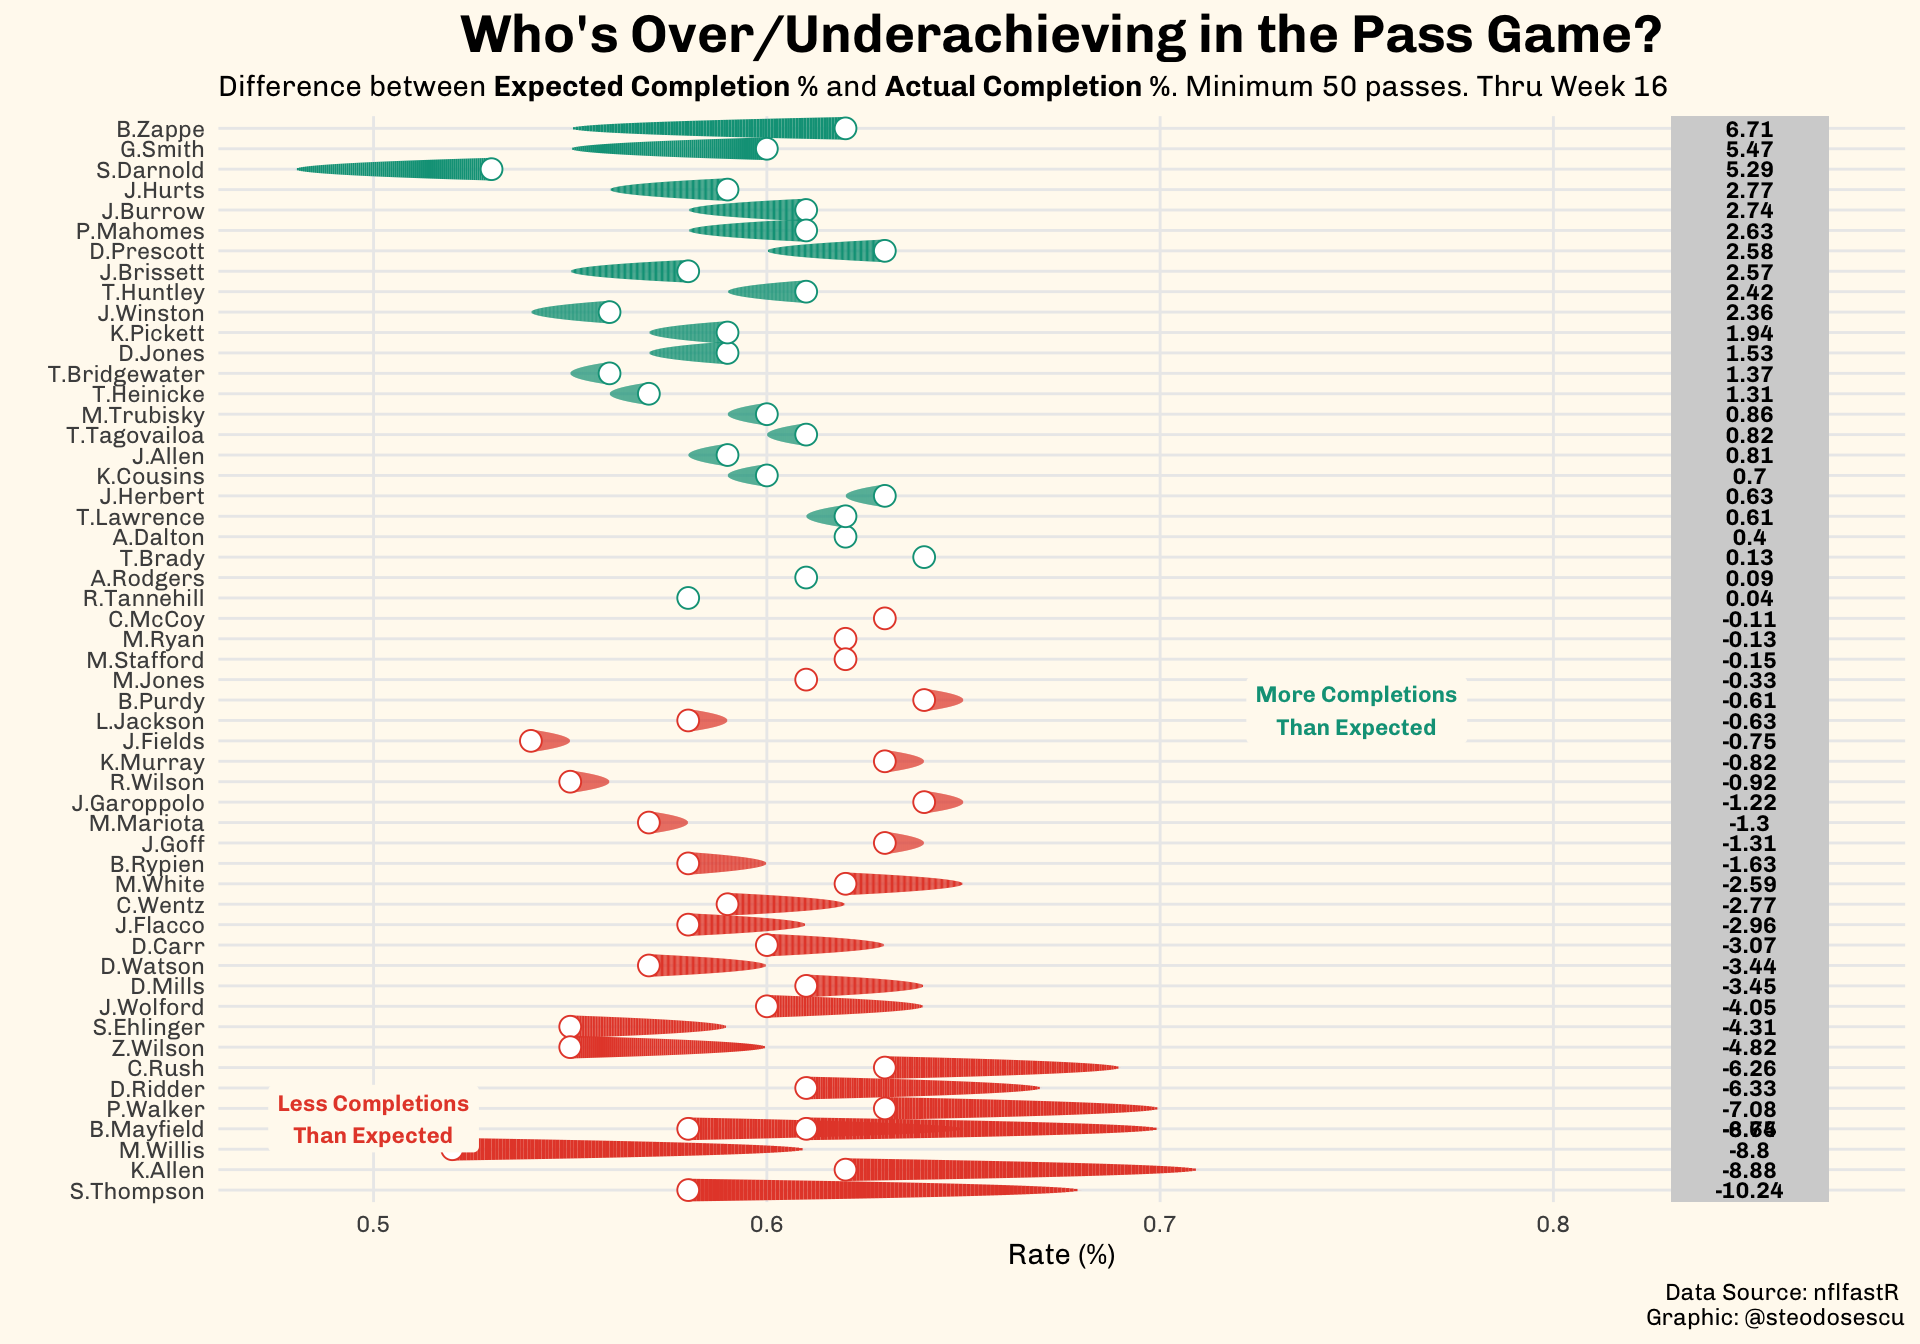 Who's Over/Underachieving in the Pass Game?
Difference between Expected Completion % and Actual Completion %. Minimum 50 passes. Thru Week 16
B.Zappe 6.71
G.Smith 5.47
S.Darnold 5.29
J.Hurts 2.77
J.Burrow 2.74
P.Mahomes 2.63
D.Prescott 2.58
J.Brissett 2.57
T.Huntley 2.42
J.Winston 2.36
K.Pickett 1.94
D.Jones 1.53
T.Bridgewater 1.37
T.Heinicke 1.31
M.Trubisky 0.86
T.Tagovailoa 0.82
J.Allen 0.81
K.Cousins 0.7
J.Herbert 0.63
T.Lawrence 0.61
A.Dalton 0.4
T.Brady 0.13
A.Rodgers 0.09
R.Tannehill 0.04
C.McCoy -0.11
M.Ryan -0.13
M.Stafford -0.15
M.Jones -0.33
B.Purdy -0.61
L.Jackson -0.63
J.Fields -0.75
K.Murray -0.82
R.Wilson -0.92
J.Garoppolo -1.22
M.Mariota -1.3
J.Goff -1.31
B.Rypien -1.63
M.White -2.59
C.Wentz -2.77
J.Flacco -2.96
D.Carr -3.07
D.Watson -3.44
D.Mills -3.45
J.Wolford -4.05
S.Ehlinger -4.31
Z.Wilson -4.82
C.Rush -6.26
D.Ridder -6.33
P.Walker -7.08
B.Mayfield
M.Willis -8.8
K.Allen -8.88
S.Thompson -10.24
More Completions
Than Expected
Less Completions
Than Expected
0.5 0.6 0.7 0.8
Rate (%)
Data Source: nflfastR
Graphic: @steodosescu